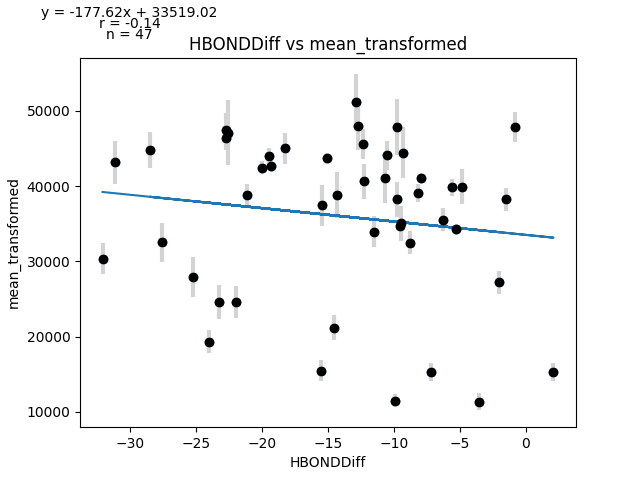 y = -177.62x + 33519.02
r = -0.14
n = 47
HBONDDiff vs mean_transformed
50000
40000
30000
20000
10000
mean_transformed
−30
−25
−20
−15
−10
−5
0
HBONDDiff